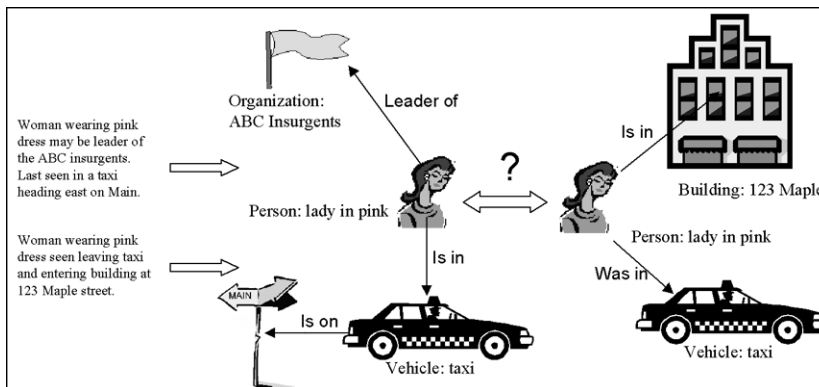 Organization:
ABC Insurgents
Leader of
Is in
Woman wearing pink
dress may be leader of
the ABC insurgents.
Last seen in a taxi
heading east on Main.
?
Building: 123 Maple
Person: lady in pink
Person: lady in pink
Woman wearing pink
dress seen leaving taxi
and entering building at
123 Maple street.
Is in
Was in
MAIN
Is on
Vehicle: taxi
Vehicle: taxi